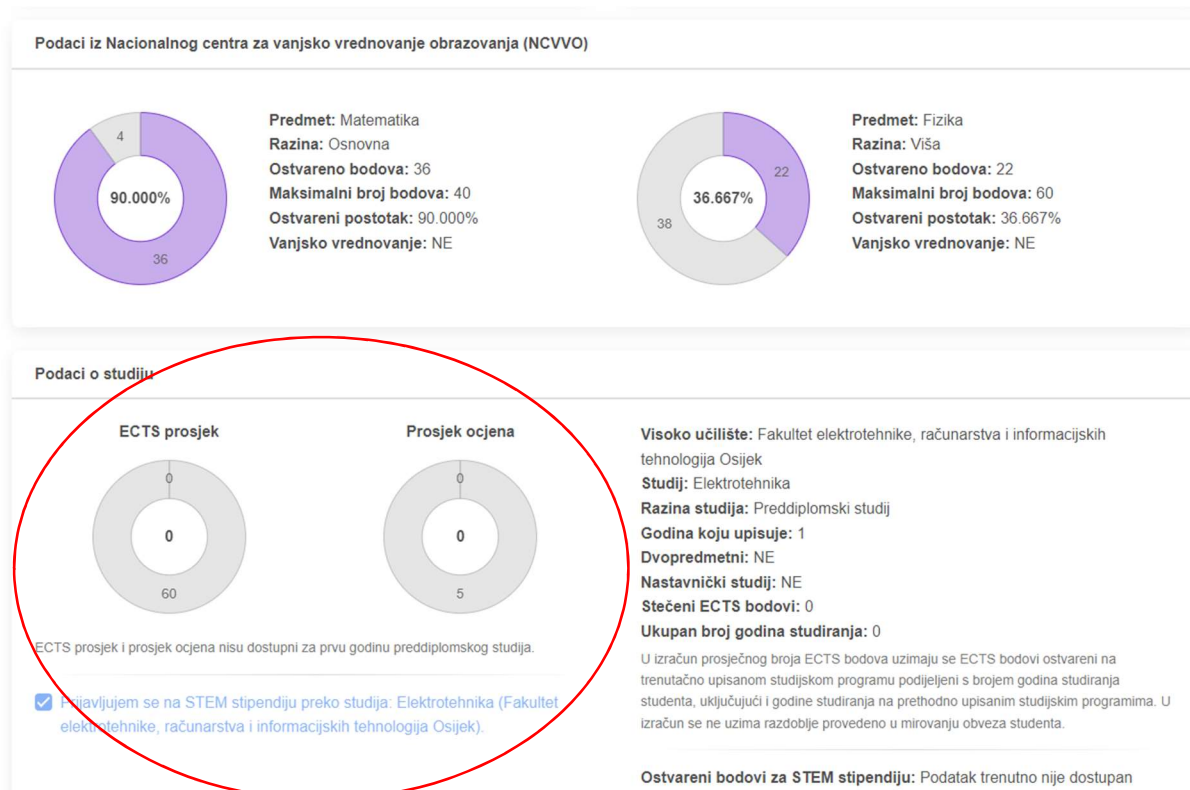 Podaci iz Nacionalnog centra za vanjsko vrednovanje obrazovanja (NCVVO)
4
90.000%
36
Predmet: Matematika
Razina: Osnovna
Ostvareno bodova: 36
Maksimalni broj bodova: 40
Ostvareni postotak: 90.000%
Vanjsko vrednovanje: NE
22
36.667%
38
Predmet: Fizika
Razina: Viša
Ostvareno bodova: 22
Maksimalni broj bodova: 60
Ostvareni postotak: 36.667%
Vanjsko vrednovanje: NE
Podaci o studiju
ECTS prosjek
0
0
60
Prosjek ocjena
0
0
5
ECTS prosjek i prosjek ocjena nisu dostupni za prvu godinu preddiplomskog studija.
Prijavljujem se na STEM stipendiju preko studija: Elektrotehnika (Fakultet
elektrotehnike, računarstva i informacijskih tehnologija Osijek).
Visoko učilište: Fakultet elektrotehnike, računarstva i informacijskih
tehnologija Osijek
Studij: Elektrotehnika
Razina studija: Preddiplomski studij
Godina koju upisuje: 1
Dvopredmetni: NE
Nastavnički studij: NE
Stečeni ECTS bodovi: 0
Ukupan broj godina studiranja: 0
U izračun prosječnog broja ECTS bodova uzimaju se ECTS bodovi ostvareni na
trenutačno upisanom studijskom programu podijeljeni s brojem godina studiranja
studenta, uključujući i godine studiranja na prethodno upisanim studijskim programima. U
izračun se ne uzima razdoblje provedeno u mirovanju obveza studenta.
Ostvareni bodovi za STEM stipendiju: Podatak trenutno nije dostupan